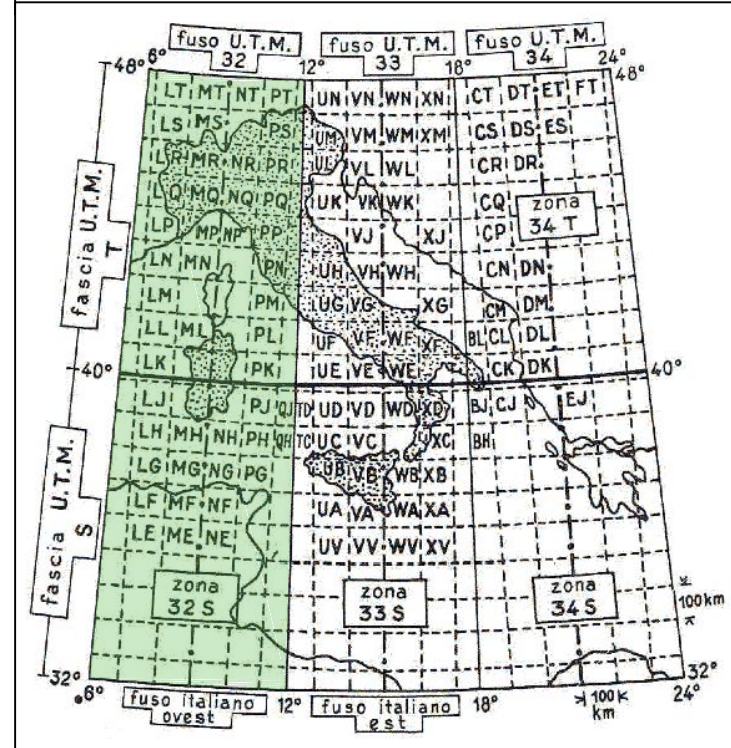 fuso U.T.M. fuso U.T.M. fuso U.T.M.
32 33 34
48° 6° 12° 18° 24° 48°
LT MT NT PT UN VN WN XN CT DT ET FT
LS MS PS UM VM WM XM CS DS ES
LR MR NR PR UL VL WL CR DR
LQ MQ NQ PQ UK VK WK CQ zona
LP MP NP PP VJ XJ CP 34 T
LN MN PN UH VH WH CN DN
LM PM UG VG XG CM DM
LL ML PL UF VF WF XF BL CL DL
LK PK UE VE WE CK DK
40° 40°
LJ PJ QJ TD UD VD WD XD BJ CJ EJ
LH MH NH PH QH TC UC VC XC BH
LG MG NG PG UB VB WB XB
LF MF NF UA VA WA XA
LE ME NE UV VV WV XV
zona zona zona
32 S 33 S 34 S
100 km
32° 32°
6° 12° 18° 24°
fuso italiano fuso italiano 100
ovest est km
fascia U.T.M.
T
fascia U.T.M.
S